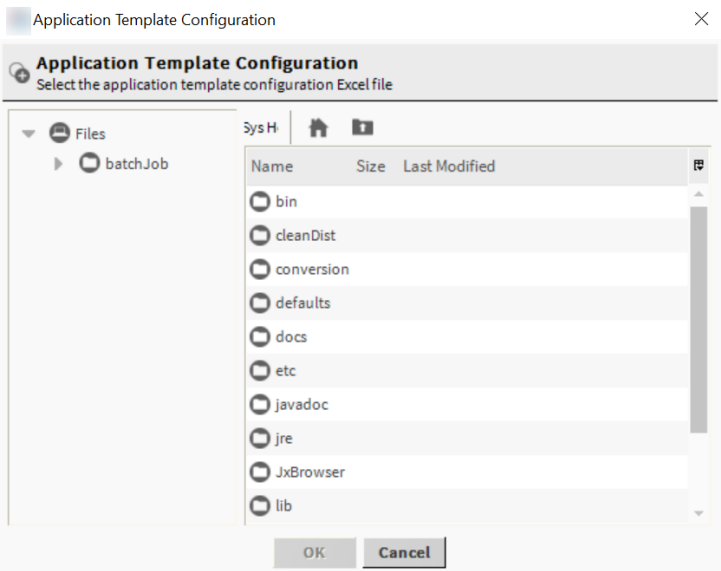 Application Template Configuration
Application Template Configuration
Select the application template configuration Excel file
Files
batchJob
Sys H
Name Size Last Modified
bin
cleanDist
conversion
defaults
docs
etc
javadoc
jre
JxBrowser
lib
OK Cancel